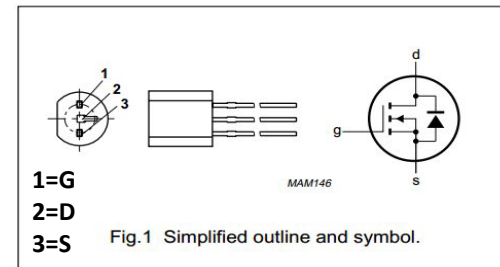 1
2
3
d
g
s
MAM146
1=G
2=D
3=S
Fig.1 Simplified outline and symbol.